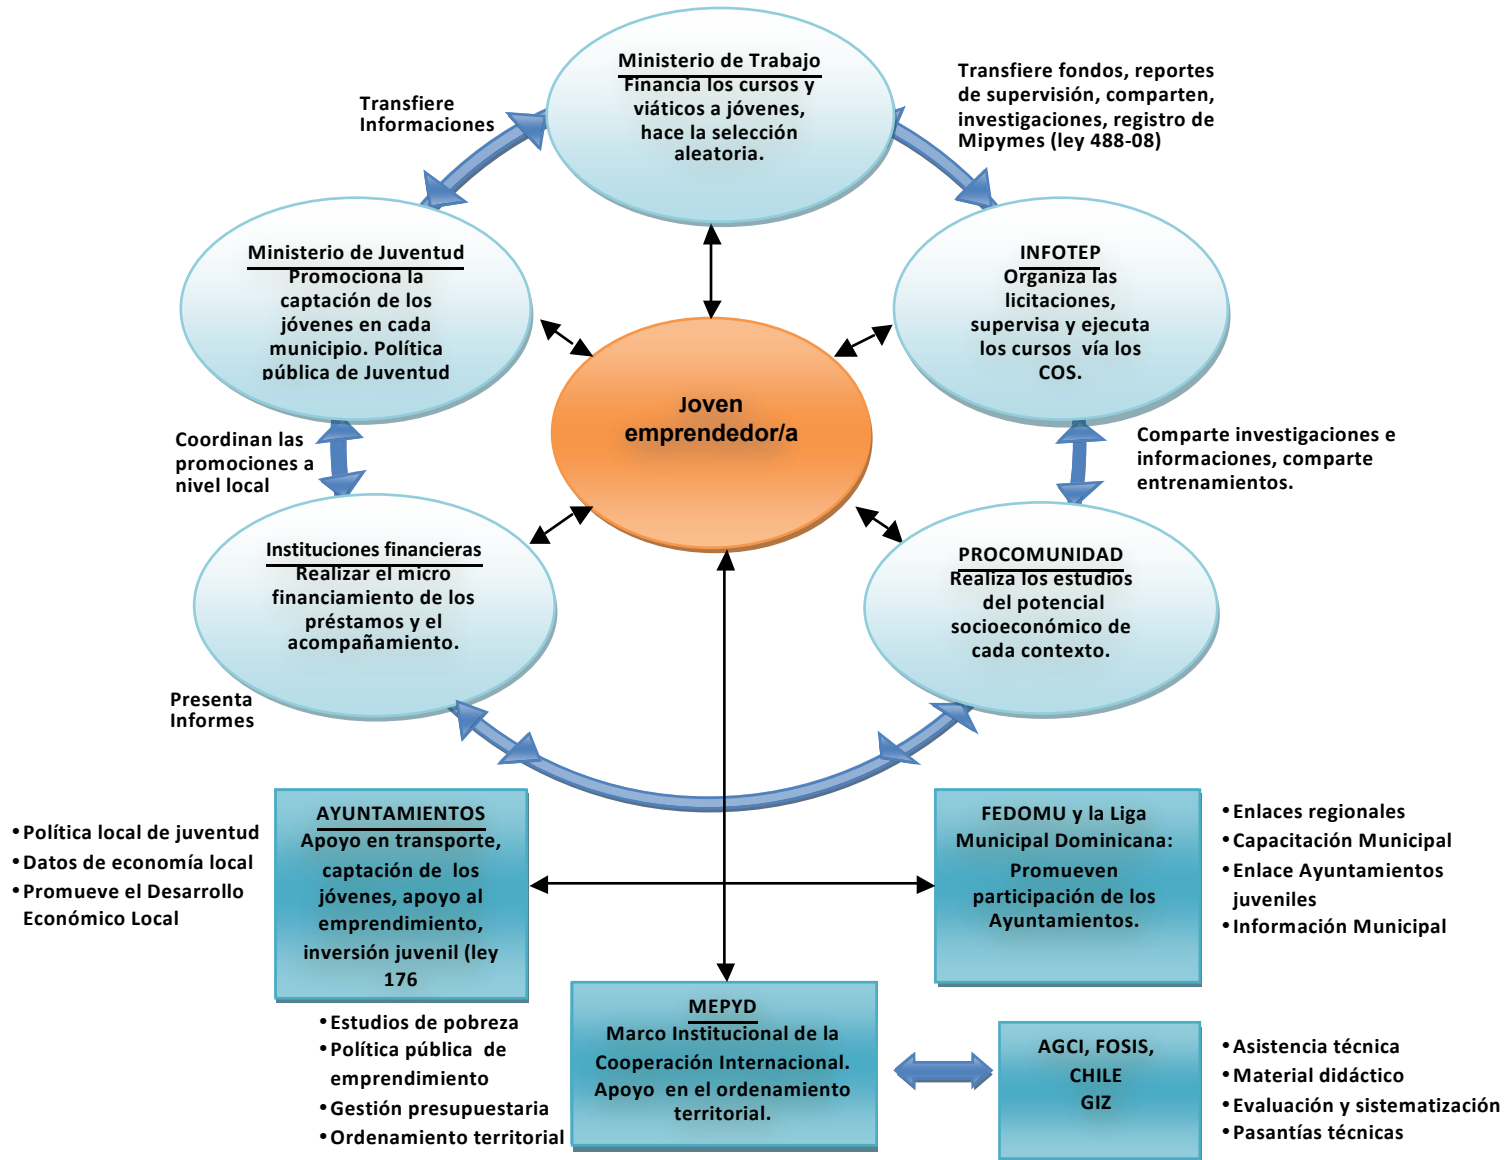 Ministerio de Trabajo
Financia los cursos y
viáticos a jóvenes,
hace la selección
aleatoria.
Transfiere
Informaciones
Transfiere fondos, reportes
de supervisión, comparten,
investigaciones, registro de
Mipymes (ley 488-08)
Ministerio de Juventud
Promociona la
captación de los
jóvenes en cada
municipio. Política
pública de Juventud
INFOTEP
Organiza las
licitaciones,
supervisa y ejecuta
los cursos vía los
COS.
Joven
emprendedor/a
Coordinan las
promociones a
nivel local
Comparte investigaciones e
informaciones, comparte
entrenamientos.
Instituciones financieras
Realizar el micro
financiamiento de los
préstamos y el
acompañamiento.
PROCOMUNIDAD
Realiza los estudios
del potencial
socioeconómico de
cada contexto.
Presenta
Informes
•Política local de juventud
•Datos de economía local
•Promueve el Desarrollo
Económico Local
AYUNTAMIENTOS
Apoyo en transporte,
captación de los
jóvenes, apoyo al
emprendimiento,
inversión juvenil (ley
176
FEDOMU y la Liga
Municipal Dominicana:
Promueven
participación de los
Ayuntamientos.
•Enlaces regionales
•Capacitación Municipal
•Enlace Ayuntamientos
juveniles
•Información Municipal
•Estudios de pobreza
•Política pública de
emprendimiento
•Gestión presupuestaria
•Ordenamiento territorial
MEPYD
Marco Institucional de la
Cooperación Internacional.
Apoyo en el ordenamiento
territorial.
AGCI, FOSIS,
CHILE
GIZ
•Asistencia técnica
•Material didáctico
•Evaluación y sistematización
•Pasantías técnicas